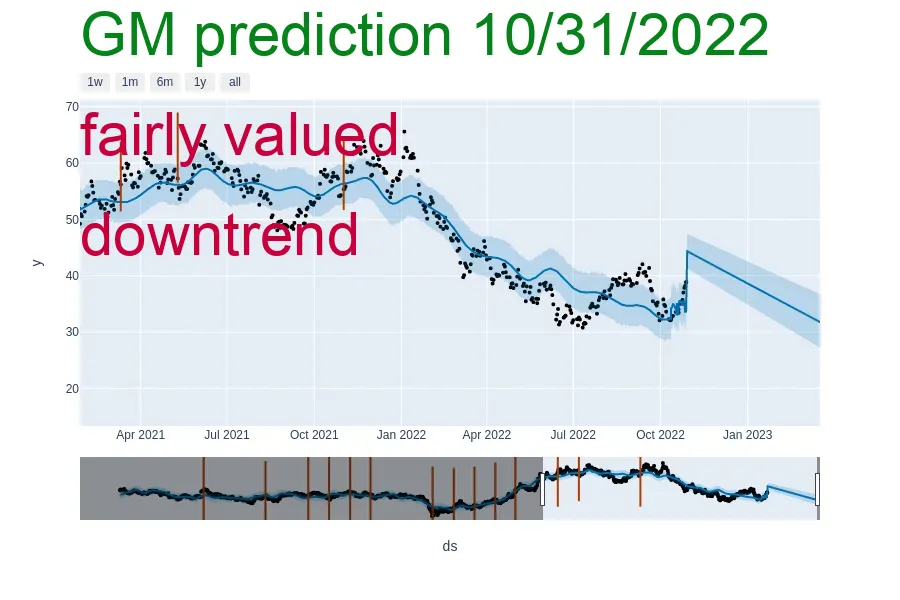 GM prediction 10/31/2022
1w 1m 6m 1y all
70
fairly valued
60
50
downtrend
y
40
30
20
Apr 2021 Jul 2021 Oct 2021 Jan 2022 Apr 2022 Jul 2022 Oct 2022 Jan 2023
ds